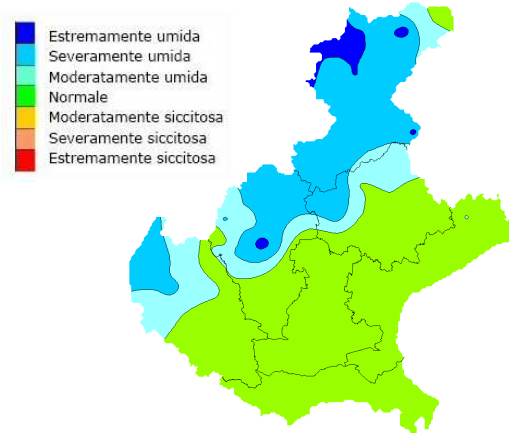 Estremamente umida
Severamente umida
Moderatamente umida
Normale
Moderatamente siccitosa
Severamente siccitosa
Estremamente siccitosa